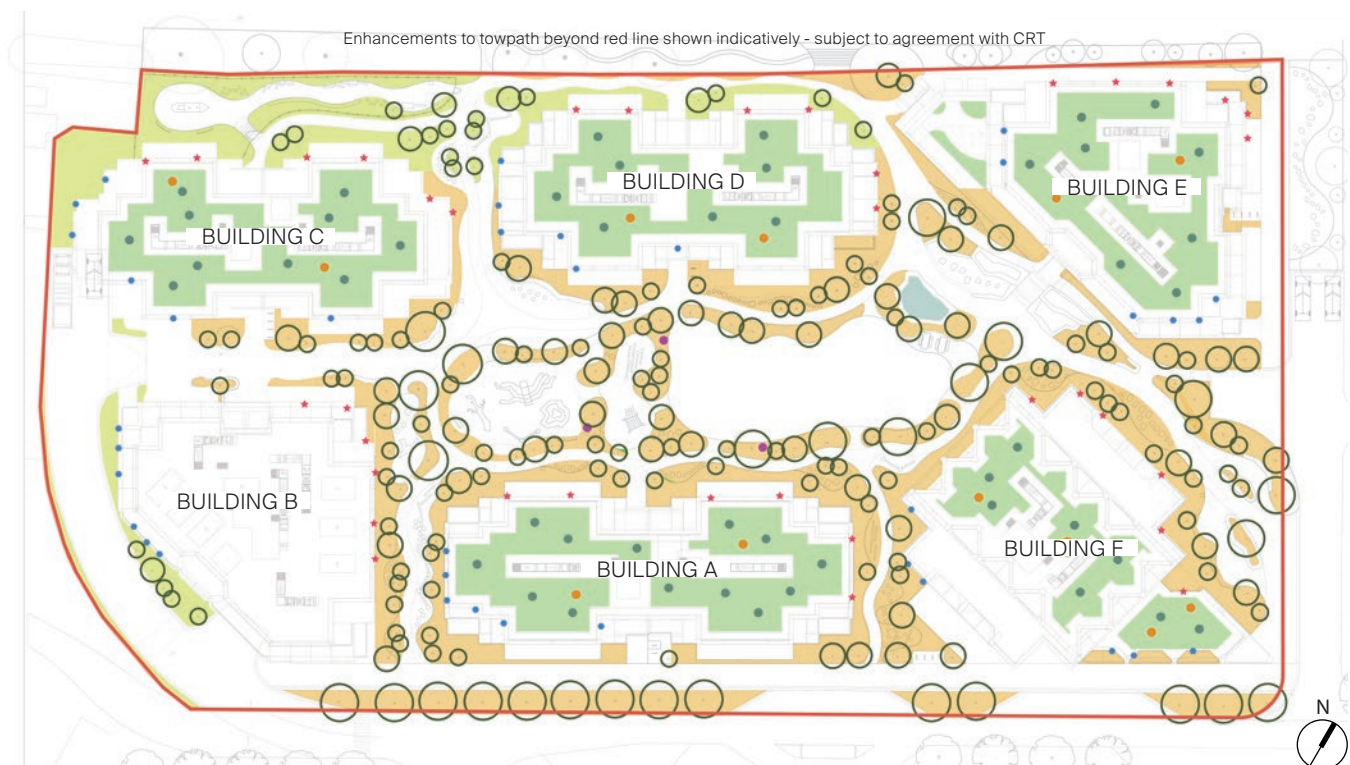 Enhancements to towpath beyond red line shown indicatively - subject to agreement with CRT
BUILDING D
BUILDING E
BUILDING C
BUILDING B
BUILDING A
BUILDING F
N